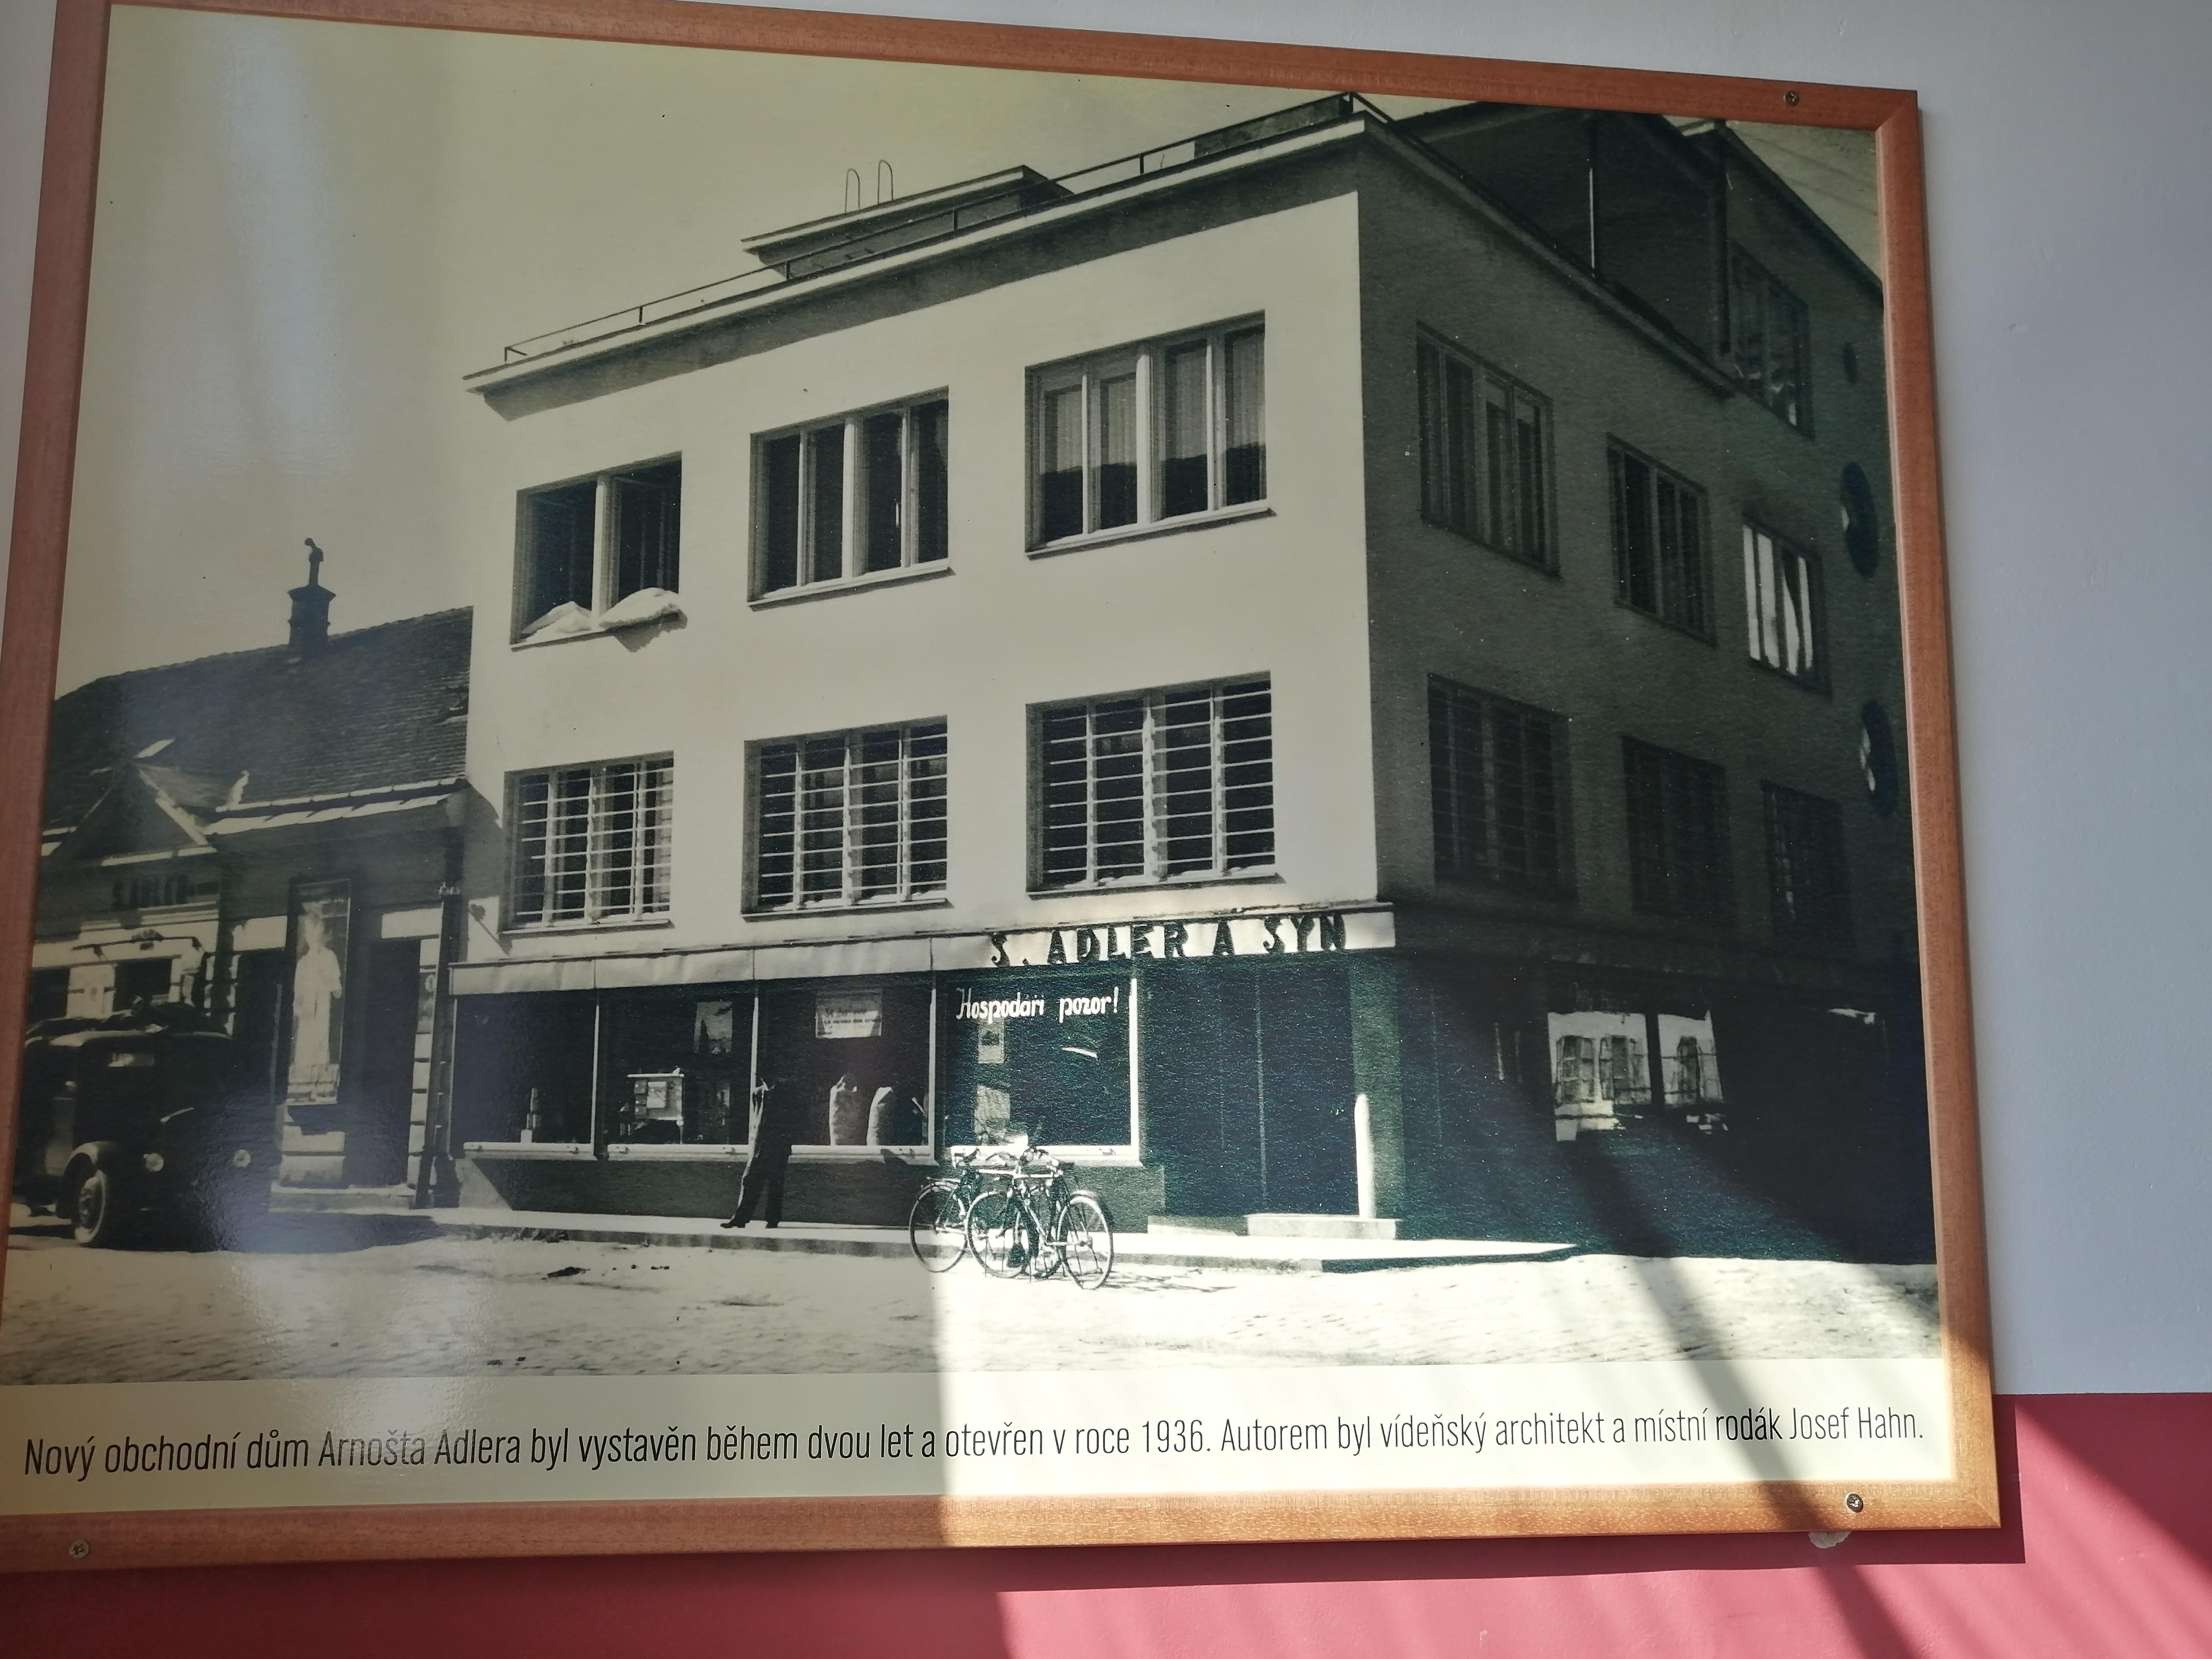 S. ADLER A SYN
Hospodáři pozor!
Nový obchodní dům Arnošta Adlera byl vystavěn během dvou let a otevřen v roce 1936. Autorem byl vídeňský architekt a místní rodák Josef Hahn.